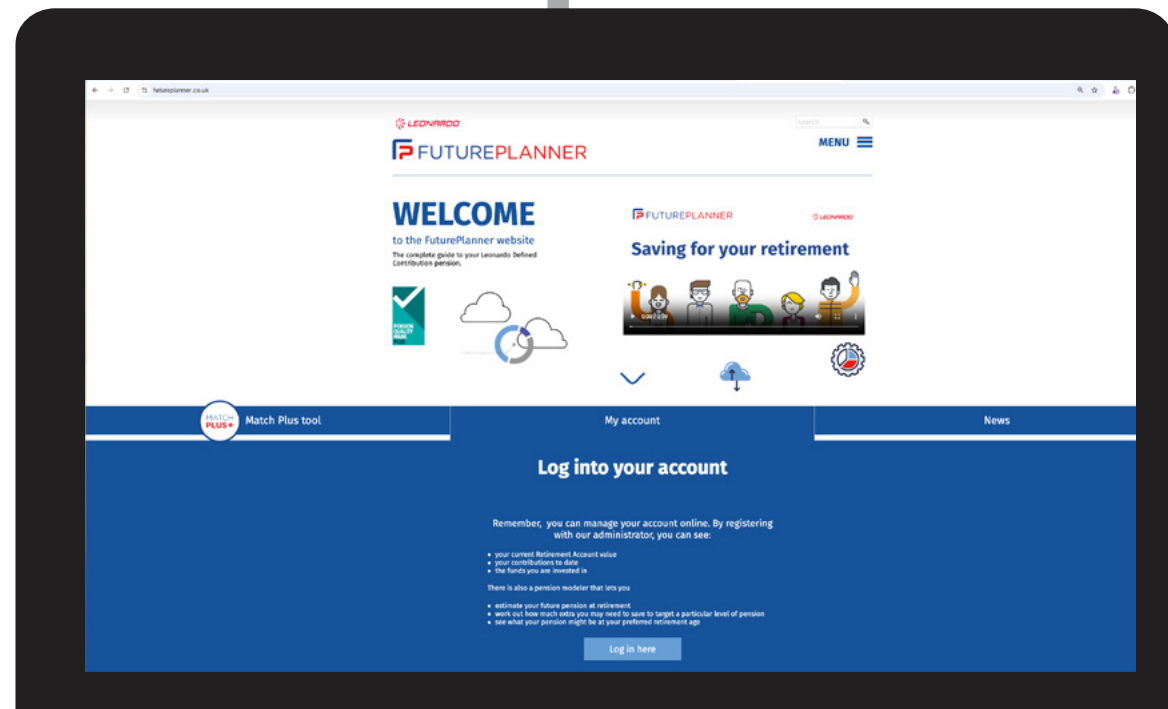 futureplanner.co.uk
LEONARDO
search
FUTUREPLANNER
MENU
WELCOME
to the FuturePlanner website
The complete guide to your Leonardo Defined
Contribution pension.
PENSION
QUALITY
MARK
PLUS
FUTUREPLANNER
LEONARDO
Saving for your retirement
MATCH
PLUS+
Match Plus tool
My account
News
Log into your account
Remember, you can manage your account online. By registering
with our administrator, you can see:
• your current Retirement Account value
• your contributions to date
• the funds you are invested in
There is also a pension modeler that lets you
• estimate your future pension at retirement
• work out how much extra you may need to save to target a particular level of pension
• see what your pension might be at your preferred retirement age
Log in here